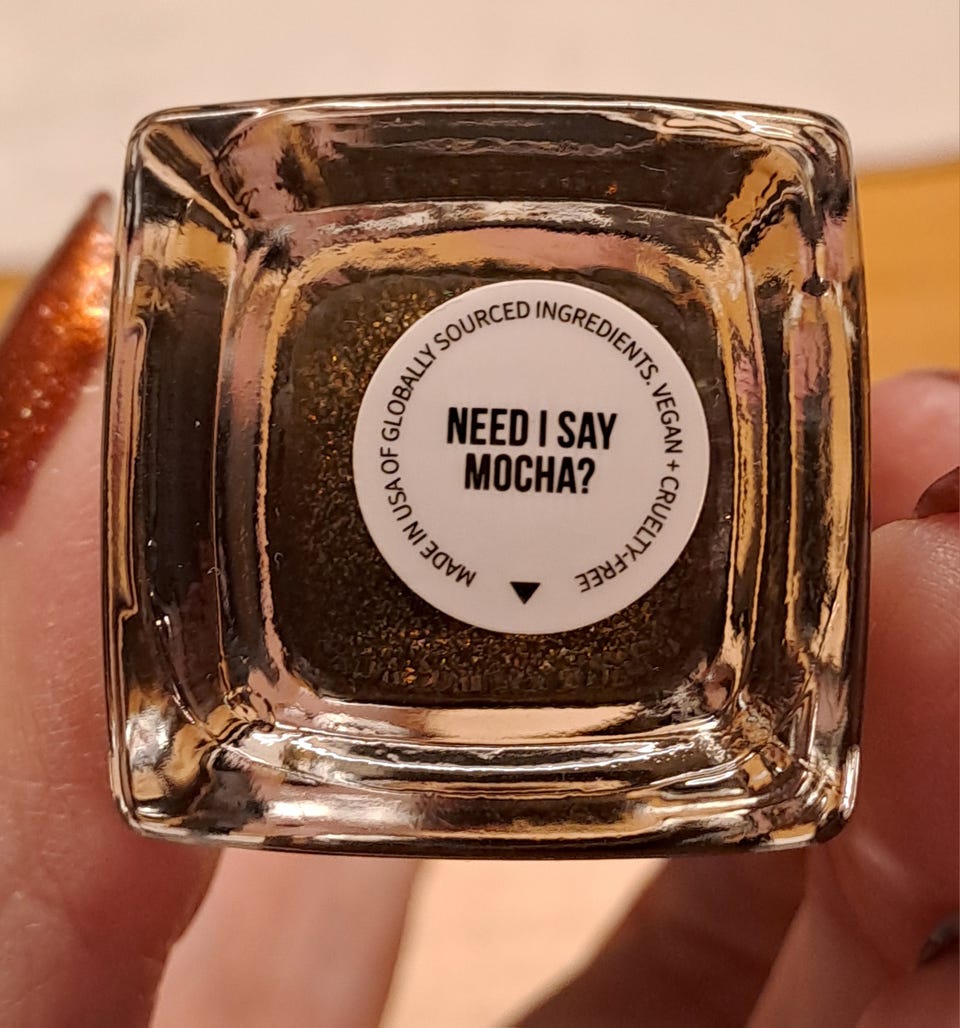 MADE IN USA OF GLOBALLY SOURCED INGREDIENTS. VEGAN + CRUELTY-FREE
NEED I SAY
MOCHA?